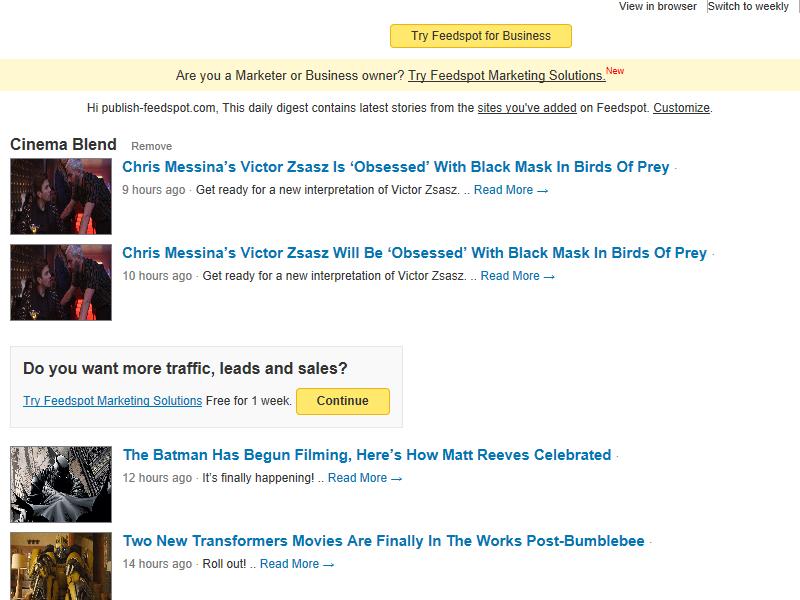 View in browser Switch to weekly
Try Feedspot for Business
Are you a Marketer or Business owner? Try Feedspot Marketing Solutions. New
Hi publish-feedspot.com, This daily digest contains latest stories from the sites you've added on Feedspot. Customize.
Cinema Blend Remove
Chris Messina’s Victor Zsasz Is ‘Obsessed’ With Black Mask In Birds Of Prey ·
9 hours ago · Get ready for a new interpretation of Victor Zsasz. .. Read More →
Chris Messina’s Victor Zsasz Will Be ‘Obsessed’ With Black Mask In Birds Of Prey ·
10 hours ago · Get ready for a new interpretation of Victor Zsasz. .. Read More →
Do you want more traffic, leads and sales?
Try Feedspot Marketing Solutions Free for 1 week. Continue
The Batman Has Begun Filming, Here’s How Matt Reeves Celebrated ·
12 hours ago · It’s finally happening! .. Read More →
Two New Transformers Movies Are Finally In The Works Post-Bumblebee ·
14 hours ago · Roll out! .. Read More →